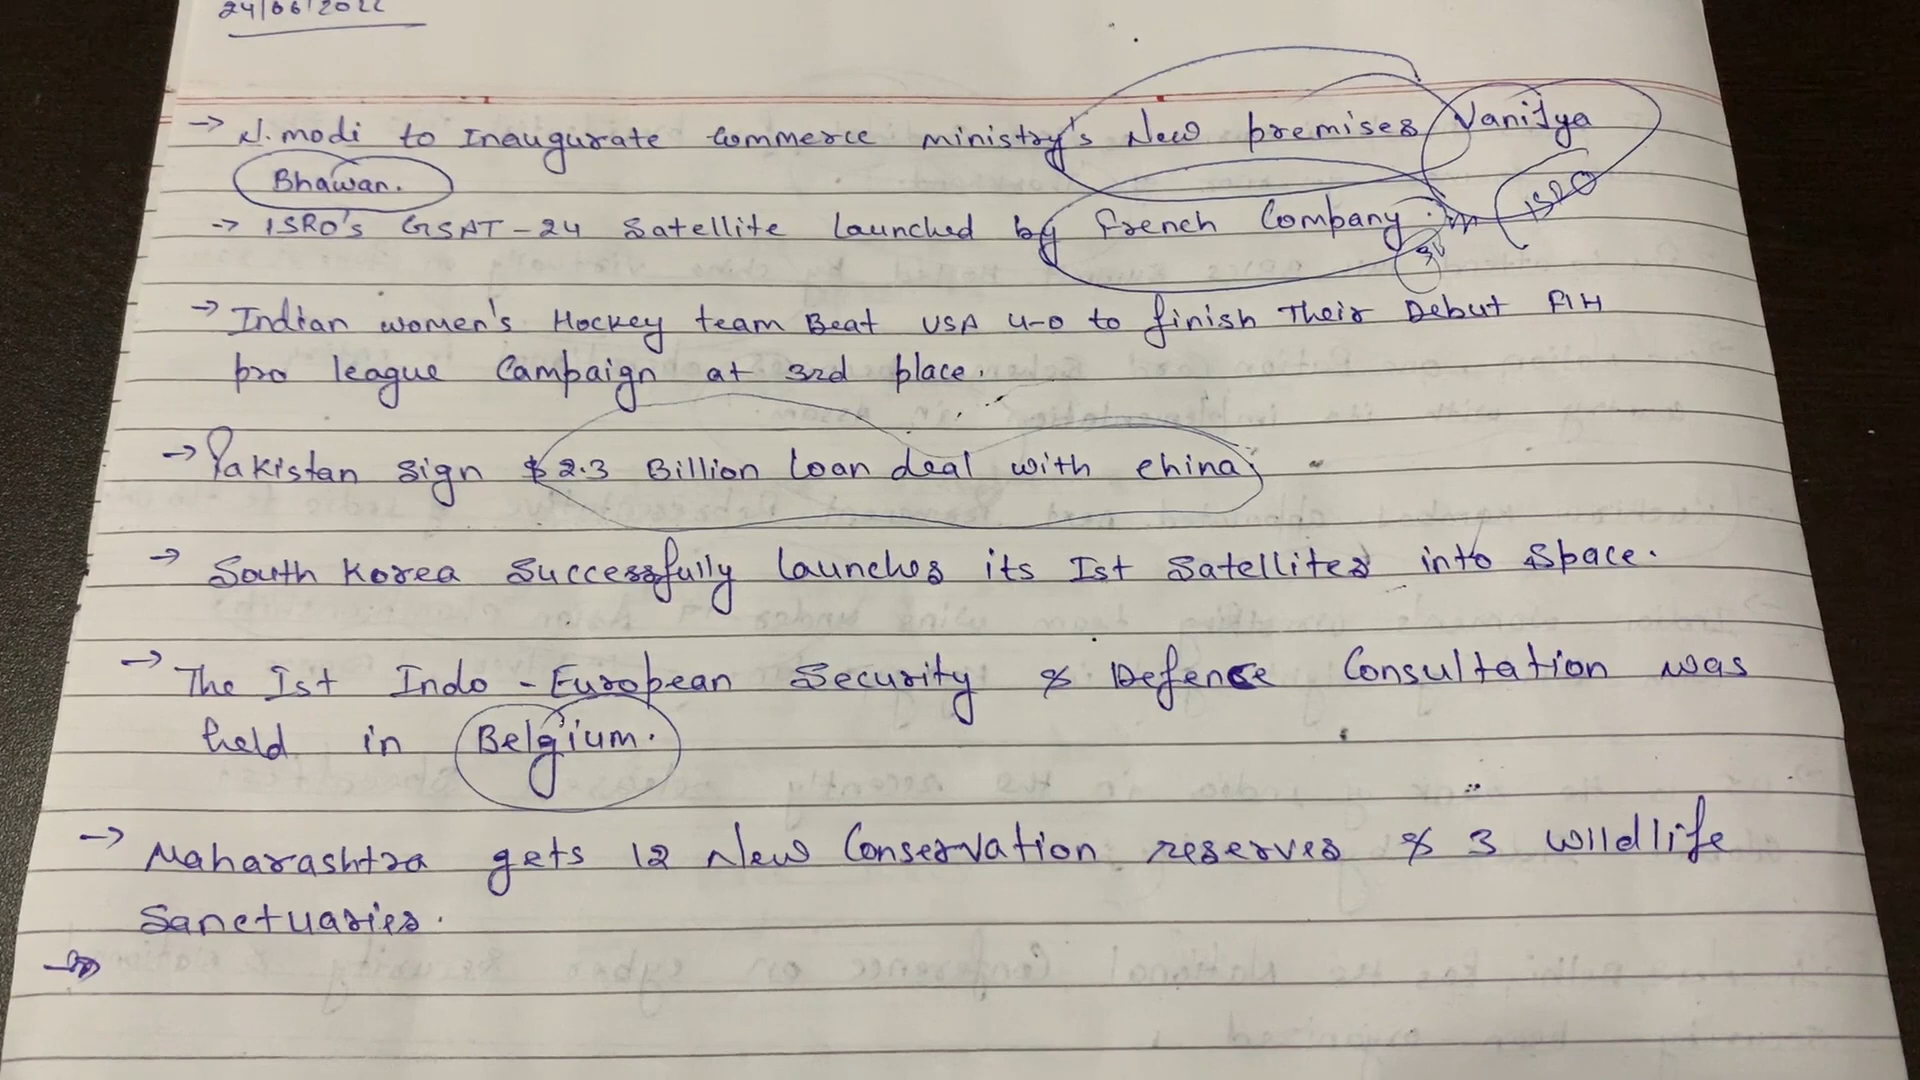 24/06/2022
→ N. modi to Inaugurate Commerce ministry's New premises Vanijya
Bhawan.
→ ISRO's GSAT-24 Satellite Launched by French Company. ISRO
→ Indian women's Hockey team Beat USA 4-0 to finish Their Debut FIH
pro league Campaign at 3rd place.
→ Pakistan sign $2.3 Billion loan deal with China,
→ South Korea Successfully launches its Ist Satellites into Space.
→ The Ist Indo-European Security & Defence Consultation was
held in Belgium.
→ Maharashtra gets 12 New Conservation reserves & 3 wildlife
Sanctuaries.
→